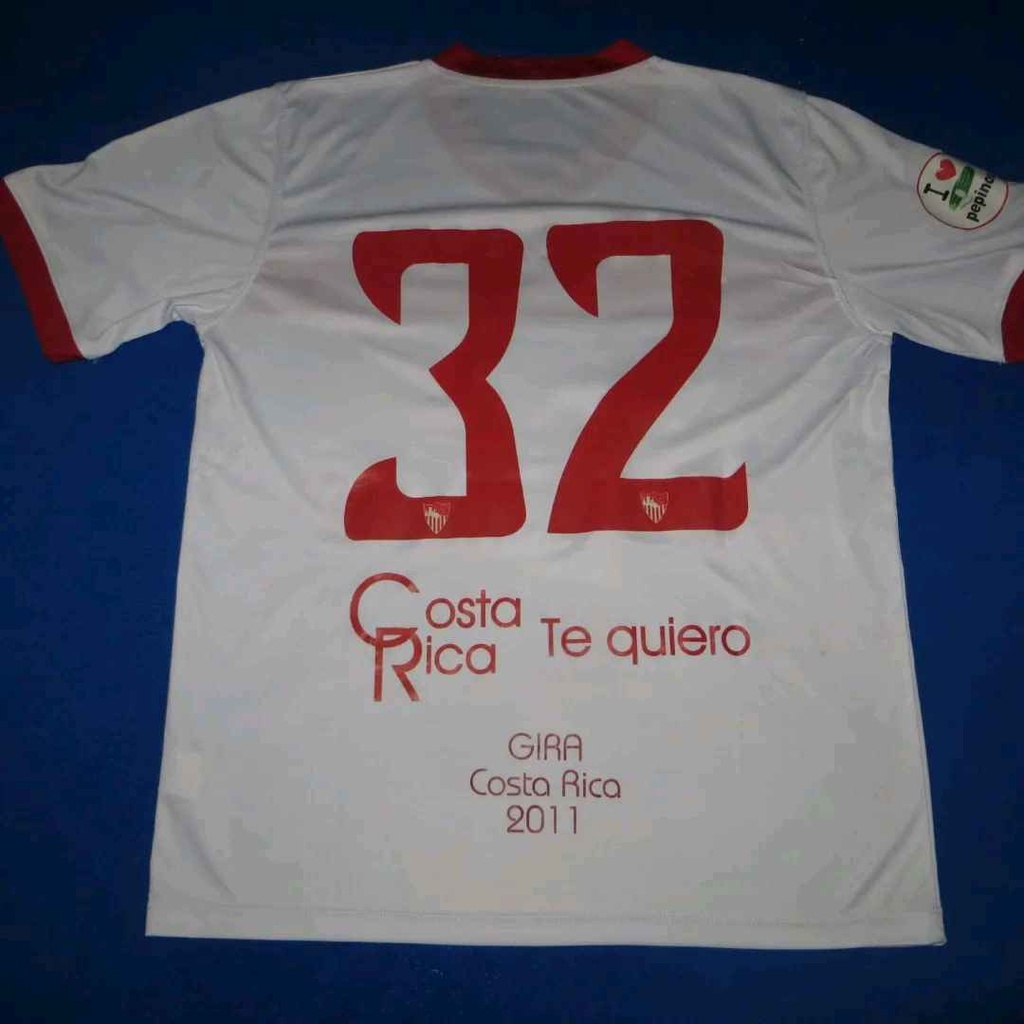 I
pepino
32
Costa
Rica
Te quiero
GIRA
Costa Rica
2011